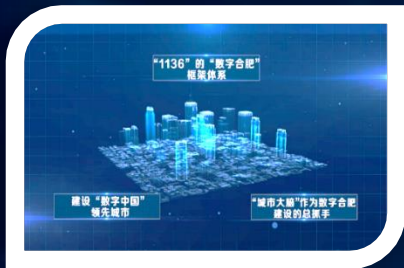 “1136”的“数字合肥”
框架体系
建设“数字中国”
领先城市
“城市大脑”作为数字合肥
建设的总抓手